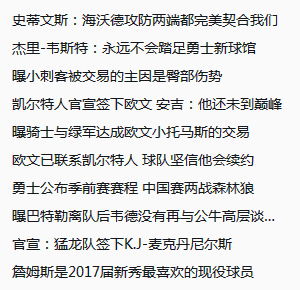 史蒂文斯：海沃德攻防两端都完美契合我们
杰里-韦斯特：永远不会踏足勇士新球馆
曝小刺客被交易的主因是臀部伤势
凯尔特人官宣签下欧文 安吉：他还未到巅峰
曝骑士与绿军达成欧文小托马斯的交易
欧文已联系凯尔特人 球队坚信他会续约
勇士公布季前赛赛程 中国赛两战森林狼
曝巴特勒离队后韦德没有再与公牛高层谈...
官宣：猛龙队签下K.J-麦克丹尼尔斯
詹姆斯是2017届新秀最喜欢的现役球员